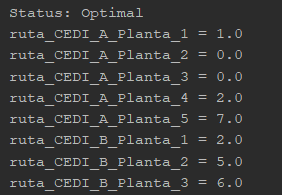 Status: Optimal
ruta_CEDI_A_Planta_1 = 1.0
ruta_CEDI_A_Planta_2 = 0.0
ruta_CEDI_A_Planta_3 = 0.0
ruta_CEDI_A_Planta_4 = 2.0
ruta_CEDI_A_Planta_5 = 7.0
ruta_CEDI_B_Planta_1 = 2.0
ruta_CEDI_B_Planta_2 = 5.0
ruta_CEDI_B_Planta_3 = 6.0